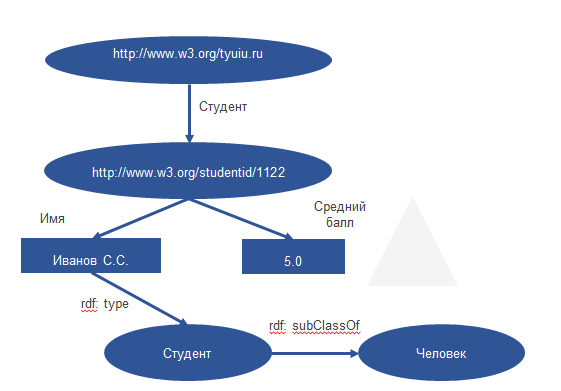 http://www.w3.org/tyuiu.ru
Студент
http://www.w3.org/studentid/1122
Имя
Средний
балл
Иванов С.С.
5.0
rdf: type
rdf: subClassOf
Студент
Человек